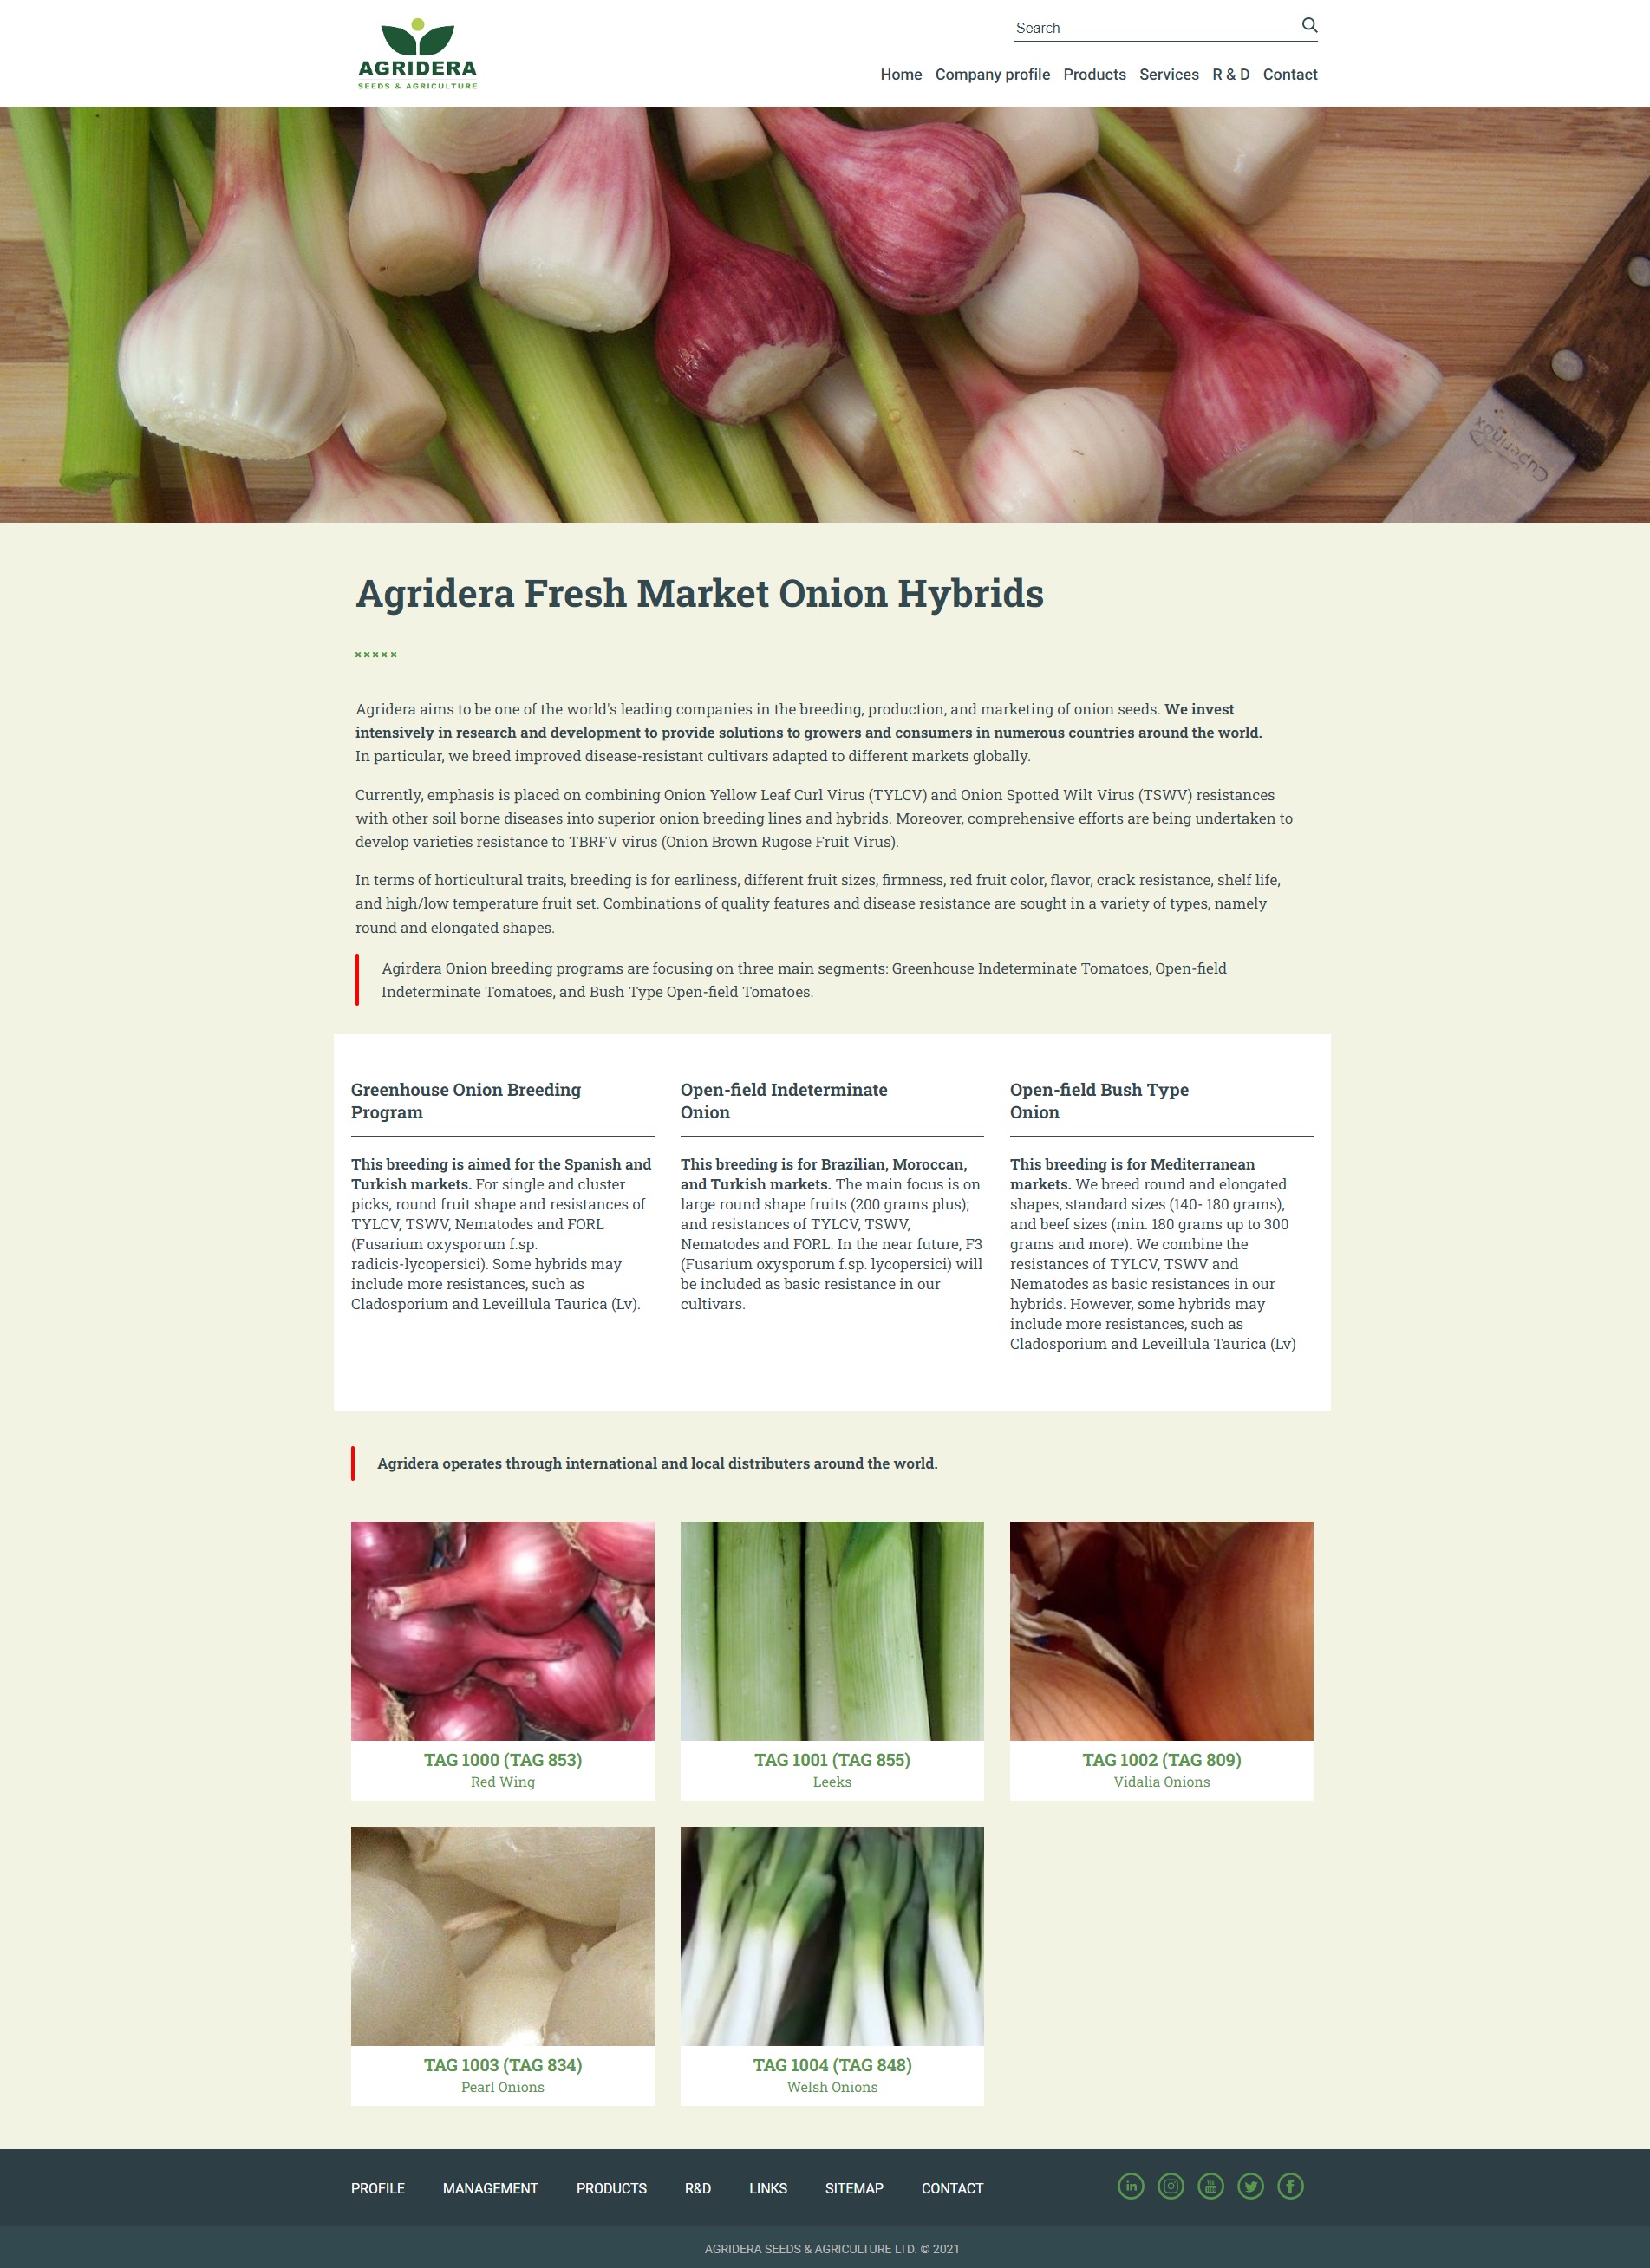 AGRIDERA
SEEDS & AGRICULTURE
Search
Home Company profile Products Services R & D Contact
Agridera Fresh Market Onion Hybrids
Agridera aims to be one of the world's leading companies in the breeding, production, and marketing of onion seeds. We invest
intensively in research and development to provide solutions to growers and consumers in numerous countries around the world.
In particular, we breed improved disease-resistant cultivars adapted to different markets globally.
Currently, emphasis is placed on combining Onion Yellow Leaf Curl Virus (TYLCV) and Onion Spotted Wilt Virus (TSWV) resistances
with other soil borne diseases into superior onion breeding lines and hybrids. Moreover, comprehensive efforts are being undertaken to
develop varieties resistance to TBRFV virus (Onion Brown Rugose Fruit Virus).
In terms of horticultural traits, breeding is for earliness, different fruit sizes, firmness, red fruit color, flavor, crack resistance, shelf life,
and high/low temperature fruit set. Combinations of quality features and disease resistance are sought in a variety of types, namely
round and elongated shapes.
Agirdera Onion breeding programs are focusing on three main segments: Greenhouse Indeterminate Tomatoes, Open-field
Indeterminate Tomatoes, and Bush Type Open-field Tomatoes.
Greenhouse Onion Breeding
Program
This breeding is aimed for the Spanish and
Turkish markets. For single and cluster
picks, round fruit shape and resistances of
TYLCV, TSWV, Nematodes and FORL
(Fusarium oxysporum f.sp.
radicis-lycopersici). Some hybrids may
include more resistances, such as
Cladosporium and Leveillula Taurica (Lv).
Open-field Indeterminate
Onion
This breeding is for Brazilian, Moroccan,
and Turkish markets. The main focus is on
large round shape fruits (200 grams plus);
and resistances of TYLCV, TSWV,
Nematodes and FORL. In the near future, F3
(Fusarium oxysporum f.sp. lycopersici) will
be included as basic resistance in our
cultivars.
Open-field Bush Type
Onion
This breeding is for Mediterranean
markets. We breed round and elongated
shapes, standard sizes (140- 180 grams),
and beef sizes (min. 180 grams up to 300
grams and more). We combine the
resistances of TYLCV, TSWV and
Nematodes as basic resistances in our
hybrids. However, some hybrids may
include more resistances, such as
Cladosporium and Leveillula Taurica (Lv)
Agridera operates through international and local distributers around the world.
TAG 1000 (TAG 853)
Red Wing
TAG 1001 (TAG 855)
Leeks
TAG 1002 (TAG 809)
Vidalia Onions
TAG 1003 (TAG 834)
Pearl Onions
TAG 1004 (TAG 848)
Welsh Onions
PROFILE MANAGEMENT PRODUCTS R&D LINKS SITEMAP CONTACT
AGRIDERA SEEDS & AGRICULTURE LTD. © 2021